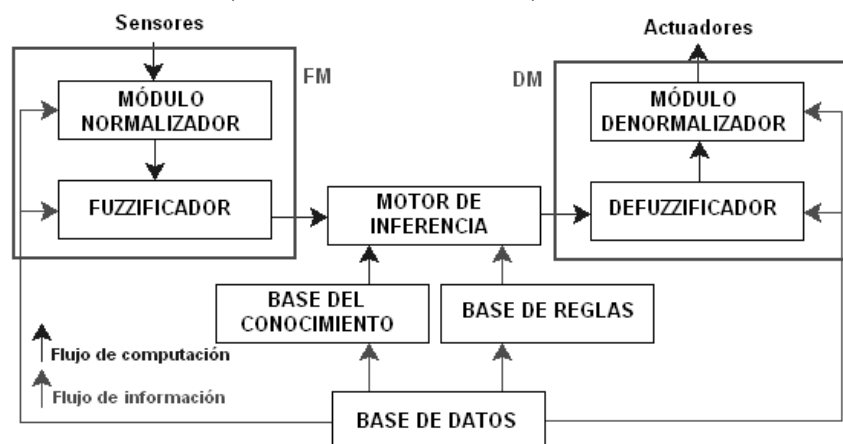 Sensores
Actuadores
FM
DM
MÓDULO
NORMALIZADOR
MÓDULO
DENORMALIZADOR
FUZZIFICADOR
MOTOR DE
INFERENCIA
DEFUZZIFICADOR
BASE DEL
CONOCIMIENTO
BASE DE REGLAS
Flujo de computación
Flujo de información
BASE DE DATOS